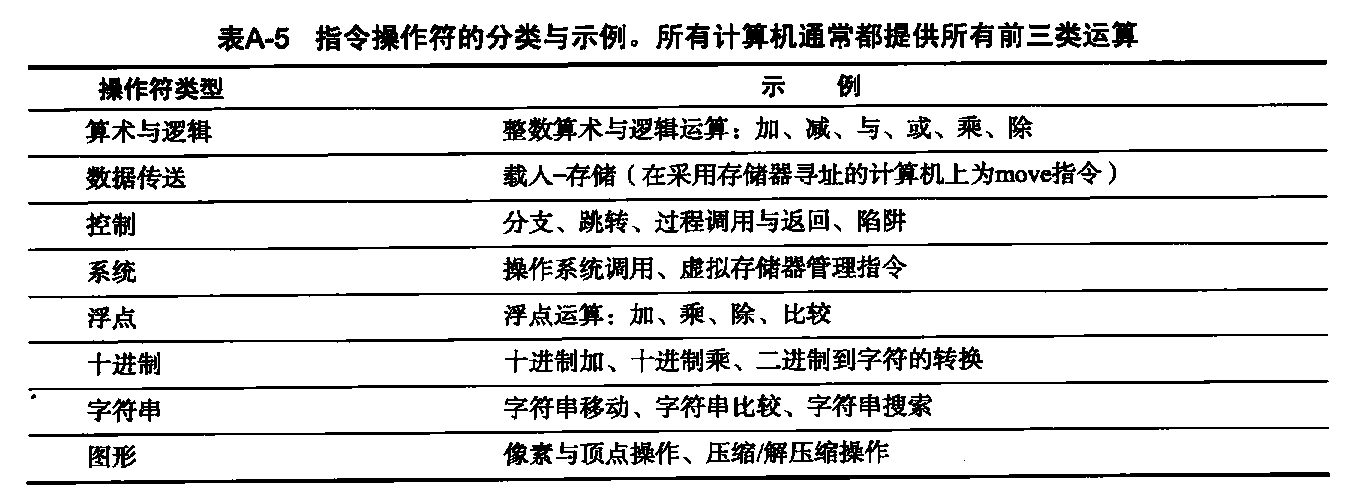 表A-5 指令操作符的分类与示例。所有计算机通常都提供所有前三类运算
操作符类型 示 例
算术与逻辑 整数算术与逻辑运算：加、减、与、或、乘、除
数据传送 载人–存储（在采用存储器寻址的计算机上为move指令）
控制 分支、跳转、过程调用与返回、陷阱
系统 操作系统调用、虚拟存储器管理指令
浮点 浮点运算：加、乘、除、比较
十进制 十进制加、十进制乘、二进制到字符的转换
字符串 字符串移动、字符串比较、字符串搜索
图形 像素与顶点操作、压缩/解压缩操作